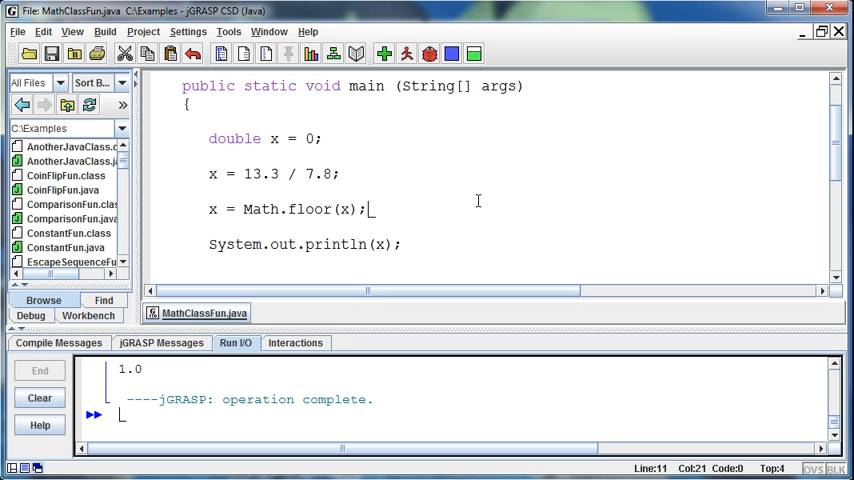 File: MathClassFun.java C:\Examples - jGRASP CSD (Java)
File Edit View Build Project Settings Tools Window Help
All Files Sort B...
C:\Examples
AnotherJavaClass.c
AnotherJavaClass.ja
CoinFlipFun.class
CoinFlipFun.java
ComparisonFun.clas
ComparisonFun.java
ConstantFun.class
ConstantFun.java
EscapeSequenceFu
Browse Find
Debug Workbench
public static void main (String[] args)
{
double x = 0;
x = 13.3 / 7.8;
x = Math.floor(x);
System.out.println(x);
MathClassFun.java
Compile Messages jGRASP Messages Run I/O Interactions
End
Clear
Help
1.0
----jGRASP: operation complete.
Line:11 Col:21 Code:0 Top:4 OVS BLK